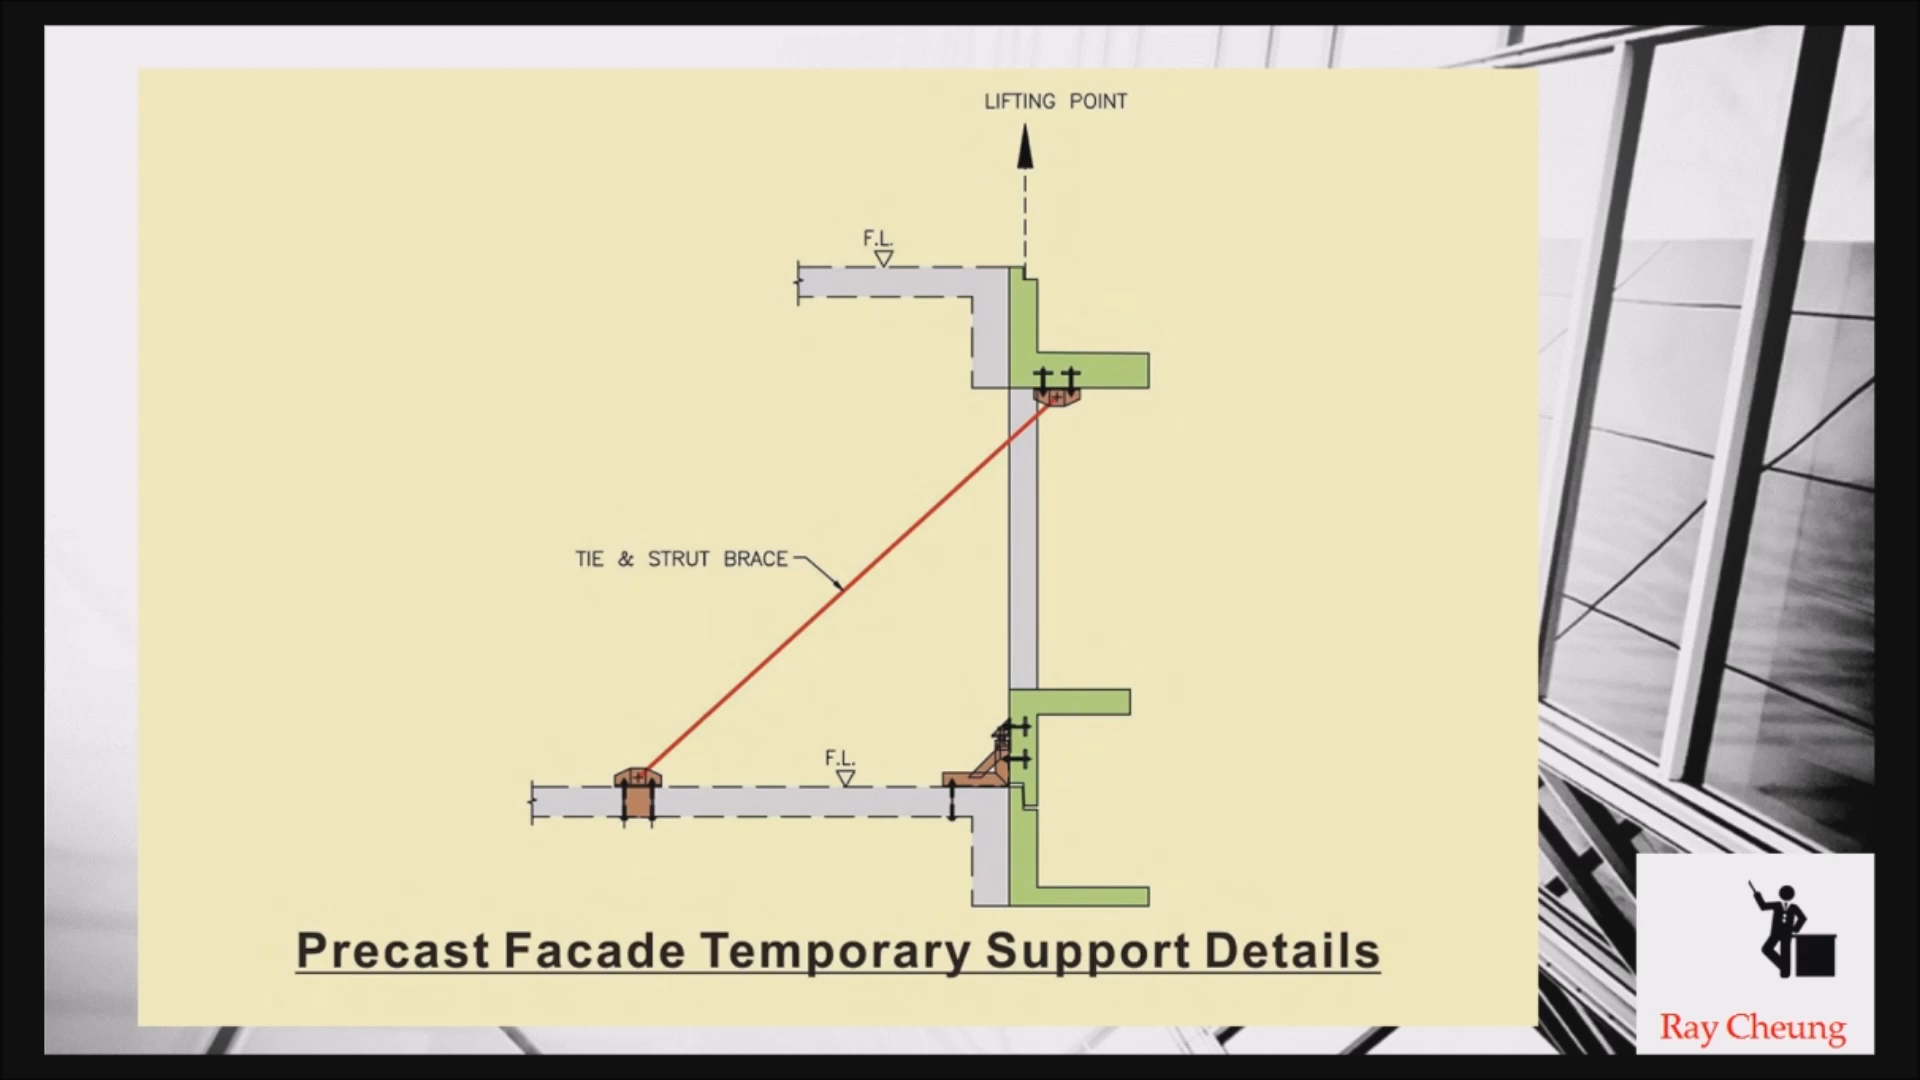 LIFTING POINT
F.L.
TIE & STRUT BRACE
F.L.
Precast Facade Temporary Support Details
Ray Cheung